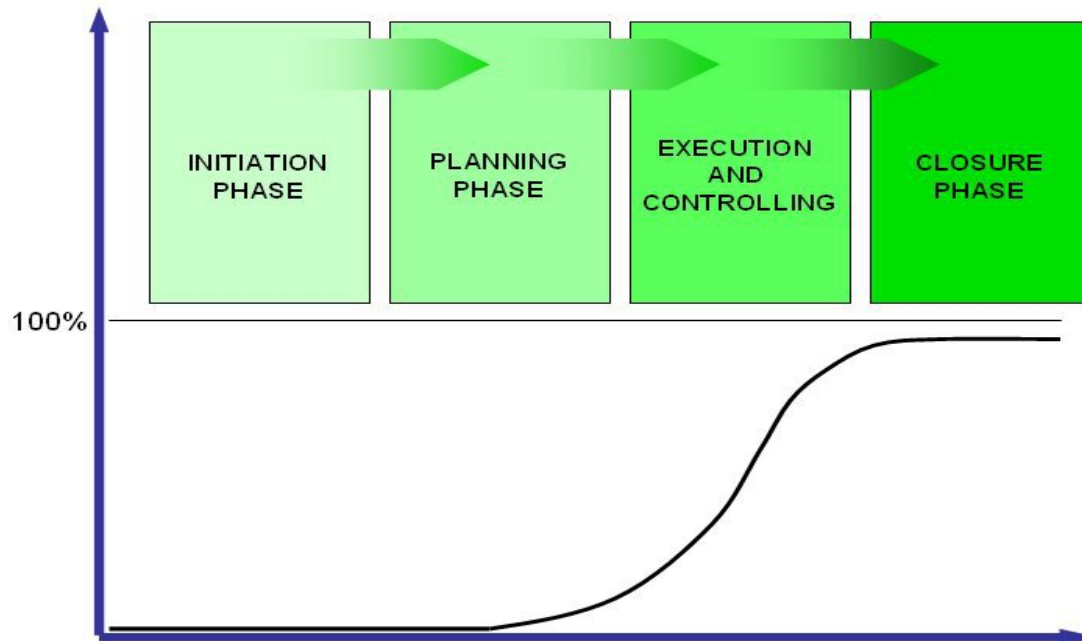 INITIATION
PHASE
PLANNING
PHASE
EXECUTION
AND
CONTROLLING
CLOSURE
PHASE
100%